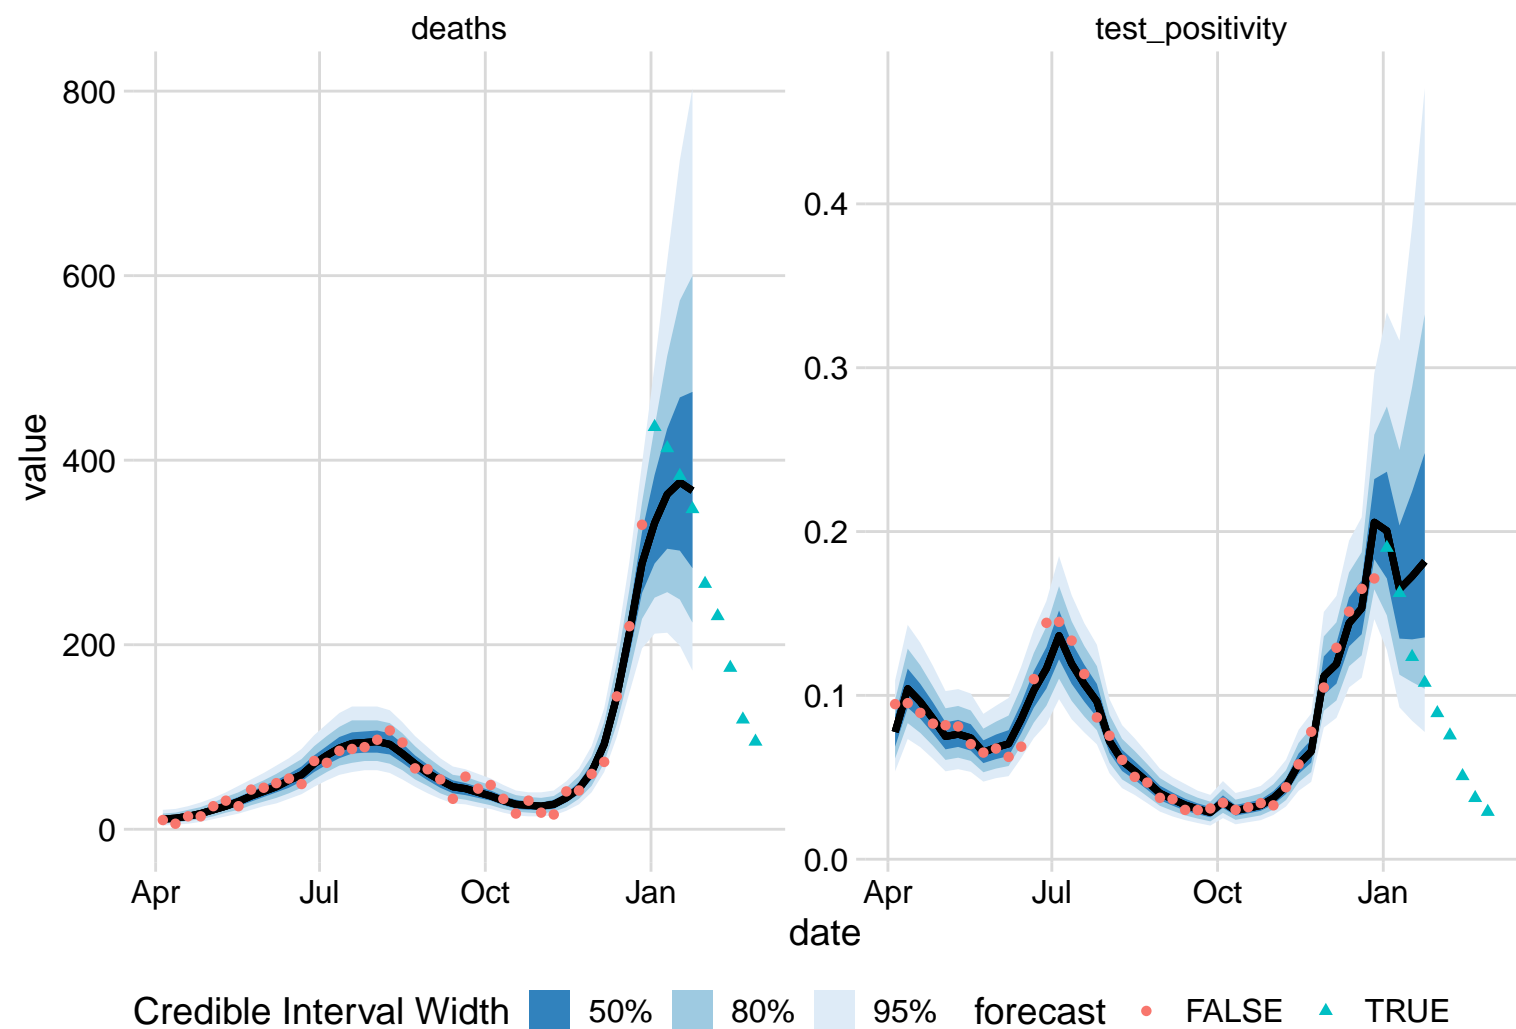 deaths
test_positivity
value
800
600
400
200
0
Apr
Jul
Oct
Jan
0.4
0.3
0.2
0.1
0.0
Apr
Jul
Oct
Jan
date
Credible Interval Width 50% 80% 95% forecast FALSE TRUE